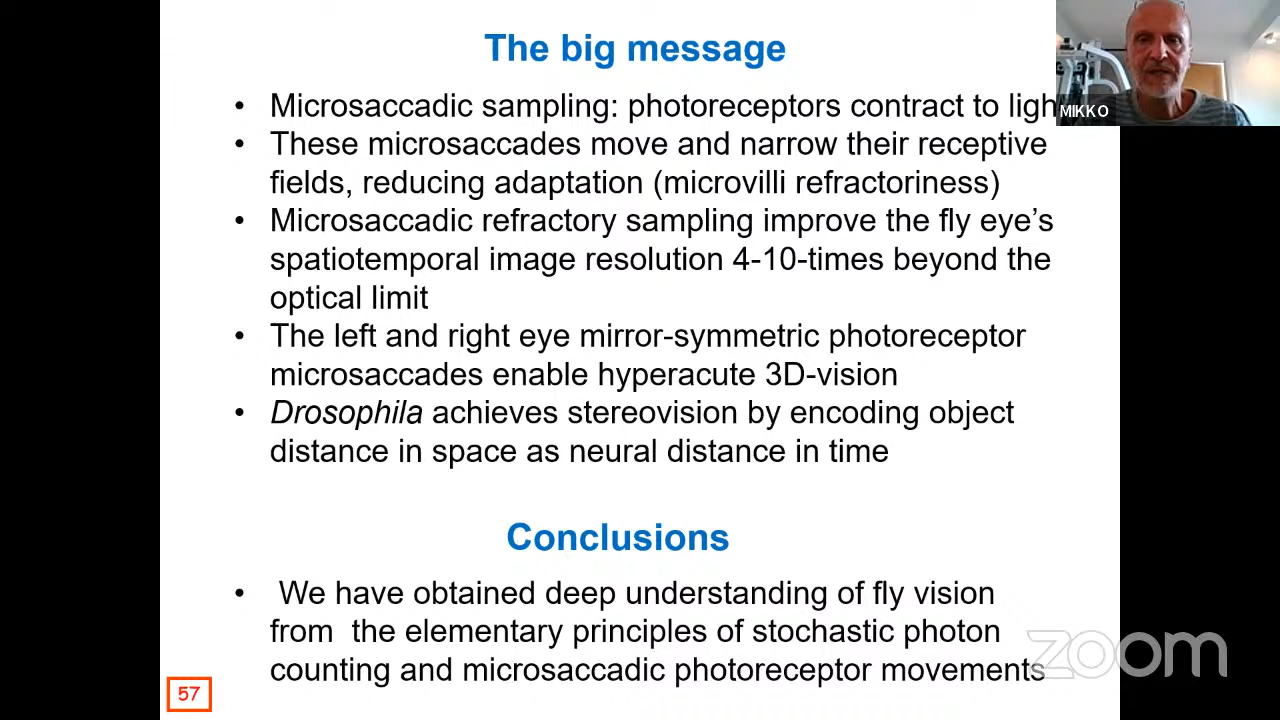 The big message
• Microsaccadic sampling: photoreceptors contract to ligh
• These microsaccades move and narrow their receptive
fields, reducing adaptation (microvilli refractoriness)
• Microsaccadic refractory sampling improve the fly eye’s
spatiotemporal image resolution 4-10-times beyond the
optical limit
• The left and right eye mirror-symmetric photoreceptor
microsaccades enable hyperacute 3D-vision
• Drosophila achieves stereovision by encoding object
distance in space as neural distance in time
Conclusions
• We have obtained deep understanding of fly vision
from the elementary principles of stochastic photon
counting and microsaccadic photoreceptor movements
57
MIKKO
zoom